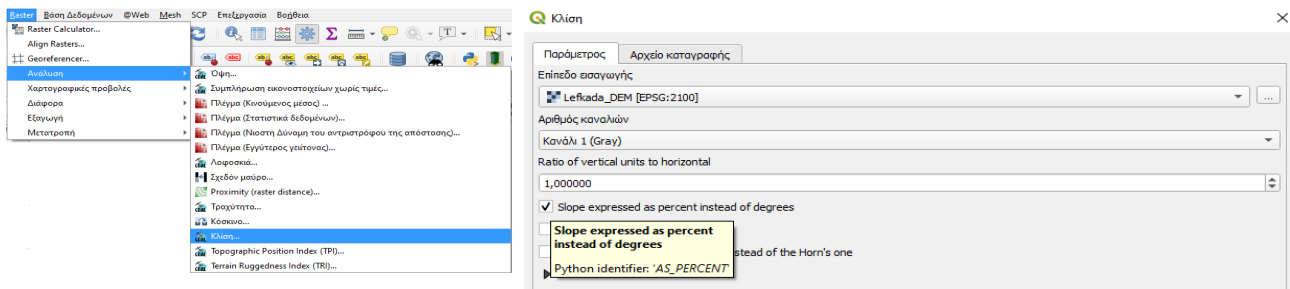 Raster Βάση Δεδομένων @Web Mesh SCP Επεξεργασία Βοήθεια
Raster Calculator...
Align Rasters...
Georeferencer...
Ανάλυση
Χαρτογραφικές προβολές
Διάφορα
Εξαγωγή
Μετατροπή
Όψη...
Συμπλήρωση εικονοστοιχείων χωρίς τιμές...
Πλέγμα (Κινούμενος μέσος) ...
Πλέγμα (Στατιστικά δεδομένων)...
Πλέγμα (Νιοστη Δύναμη του αντριστρόφου της απόστασης)...
Πλέγμα (Εγγύτερος γείτονας)...
Λοφοσκιά...
Σχεδόν μαύρο...
Proximity (raster distance)...
Τραχύτητα...
Κόσκινο...
Κλίση...
Topographic Position Index (TPI)...
Terrain Ruggedness Index (TRI)...
Κλίση
Παράμετρος Αρχείο καταγραφής
Επίπεδο εισαγωγής
Lefkada_DEM [EPSG:2100]
...
Αριθμός καναλιών
Κανάλι 1 (Gray)
Ratio of vertical units to horizontal
1,000000
Slope expressed as percent instead of degrees
Slope expressed as percent
instead of degrees
stead of the Horn's one
Python identifier: 'AS_PERCENT'